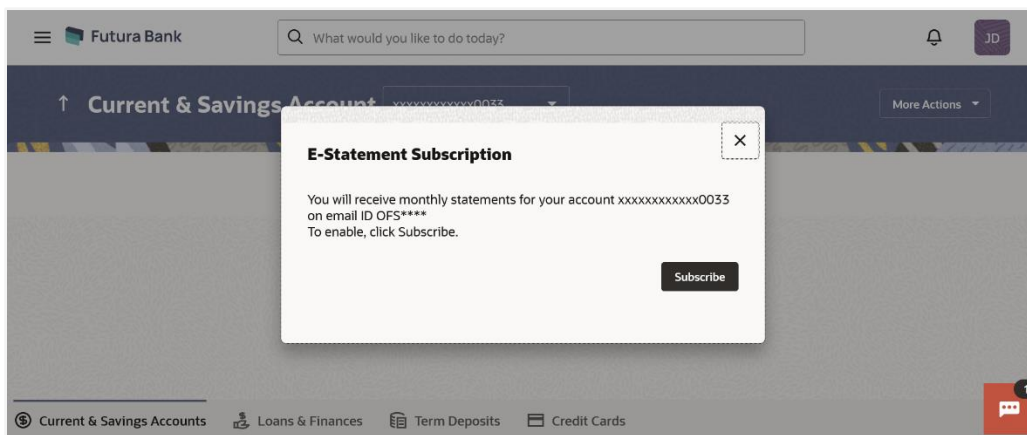 Futura Bank
What would you like to do today?
JD
Current & Savings Account xxxxxxxxxxxx0033
More Actions
E-Statement Subscription
You will receive monthly statements for your account xxxxxxxxxxxx0033
on email ID OFS****
To enable, click Subscribe.
Subscribe
Current & Savings Accounts
Loans & Finances
Term Deposits
Credit Cards